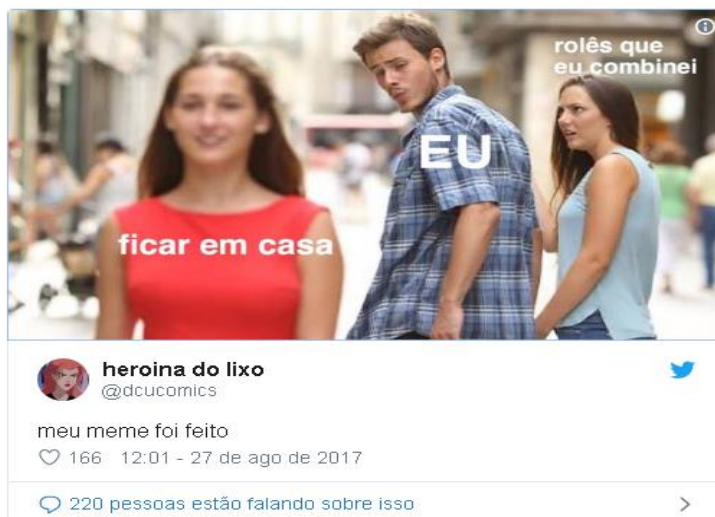 rolês que
eu combinei
EU
ficar em casa
heroina do lixo
@dcucomics
meu meme foi feito
166 12:01 - 27 de ago de 2017
220 pessoas estão falando sobre isso